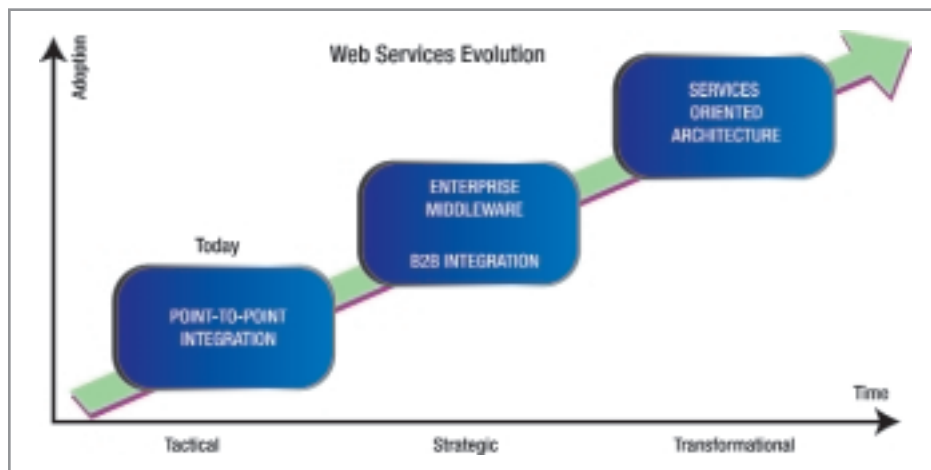 Web Services Evolution
Adoption
SERVICES
ORIENTED
ARCHITECTURE
ENTERPRISE
MIDDLEWARE
B2B INTEGRATION
Today
POINT-TO-POINT
INTEGRATION
Time
Tactical
Strategic
Transformational